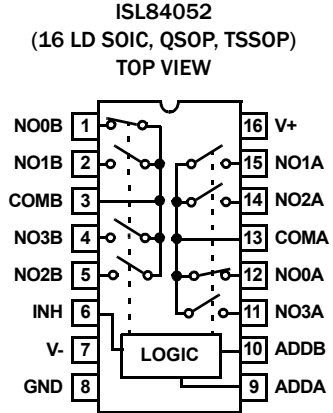 ISL84052
(16 LD SOIC, QSOP, TSSOP)
TOP VIEW
NO0B 1 16 V+
NO1B 2 15 NO1A
COMB 3 14 NO2A
NO3B 4 13 COMA
NO2B 5 12 NO0A
INH 6 11 NO3A
V- 7 LOGIC 10 ADDB
GND 8 9 ADDA